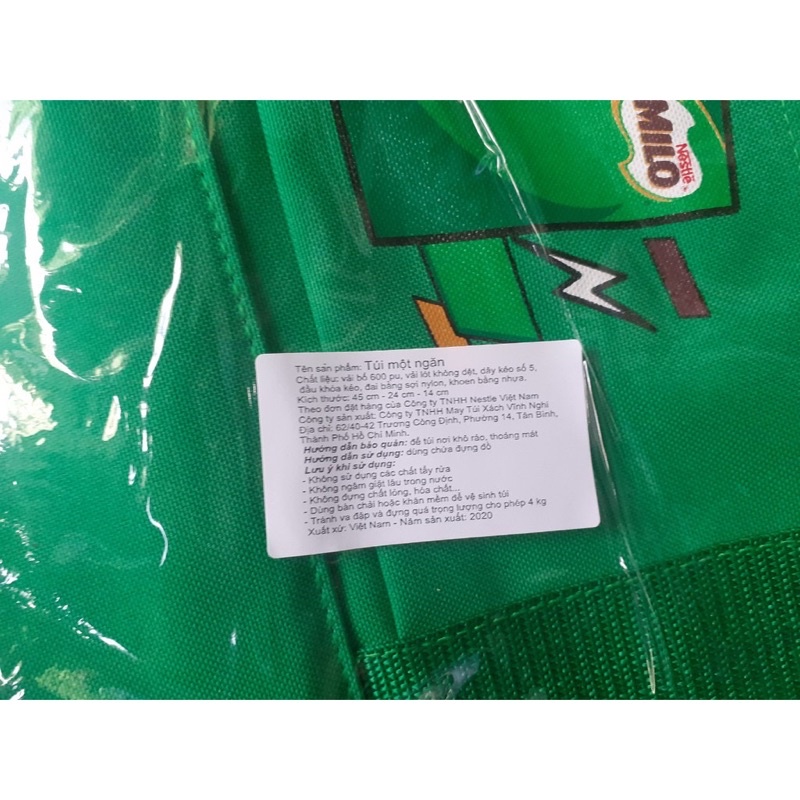 Nestlé
MILO
Tên sản phẩm: Túi một ngăn
Chất liệu: vải bố 600 pu, vải lót không dệt, dây kéo số 5,
đầu khóa kéo, đai bằng sợi nylon, khoen bằng nhựa.
Kích thước: 45 cm - 24 cm - 14 cm
Theo đơn đặt hàng của Công ty TNHH Nestle Việt Nam
Công ty sản xuất: Công ty TNHH May Túi Xách Vĩnh Nghi
Địa chỉ: 62/40-42 Trương Công Định, Phường 14, Tân Bình,
Thành Phố Hồ Chí Minh.
Hướng dẫn bảo quản: để túi nơi khô ráo, thoáng mát
Hướng dẫn sử dụng: dùng chứa đựng đồ
Lưu ý khi sử dụng:
- Không sử dụng các chất tẩy rửa
- Không ngâm giặt lâu trong nước
- Không đựng chất lỏng, hóa chất...
- Dùng bàn chải hoặc khăn mềm để vệ sinh túi
- Tránh va đập và đựng quá trọng lượng cho phép 4 kg
Xuất xứ: Việt Nam - Năm sản xuất: 2020